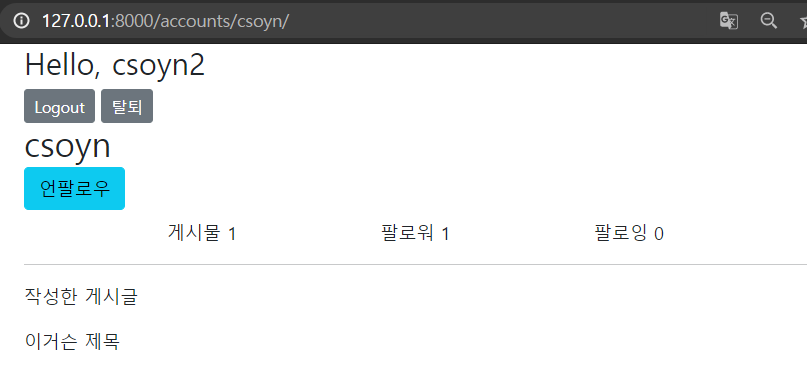 127.0.0.1:8000/accounts/csoyn/
Hello, csoyn2
Logout 탈퇴
csoyn
언팔로우
게시물 1 팔로워 1 팔로잉 0
작성한 게시글
이거슨 제목